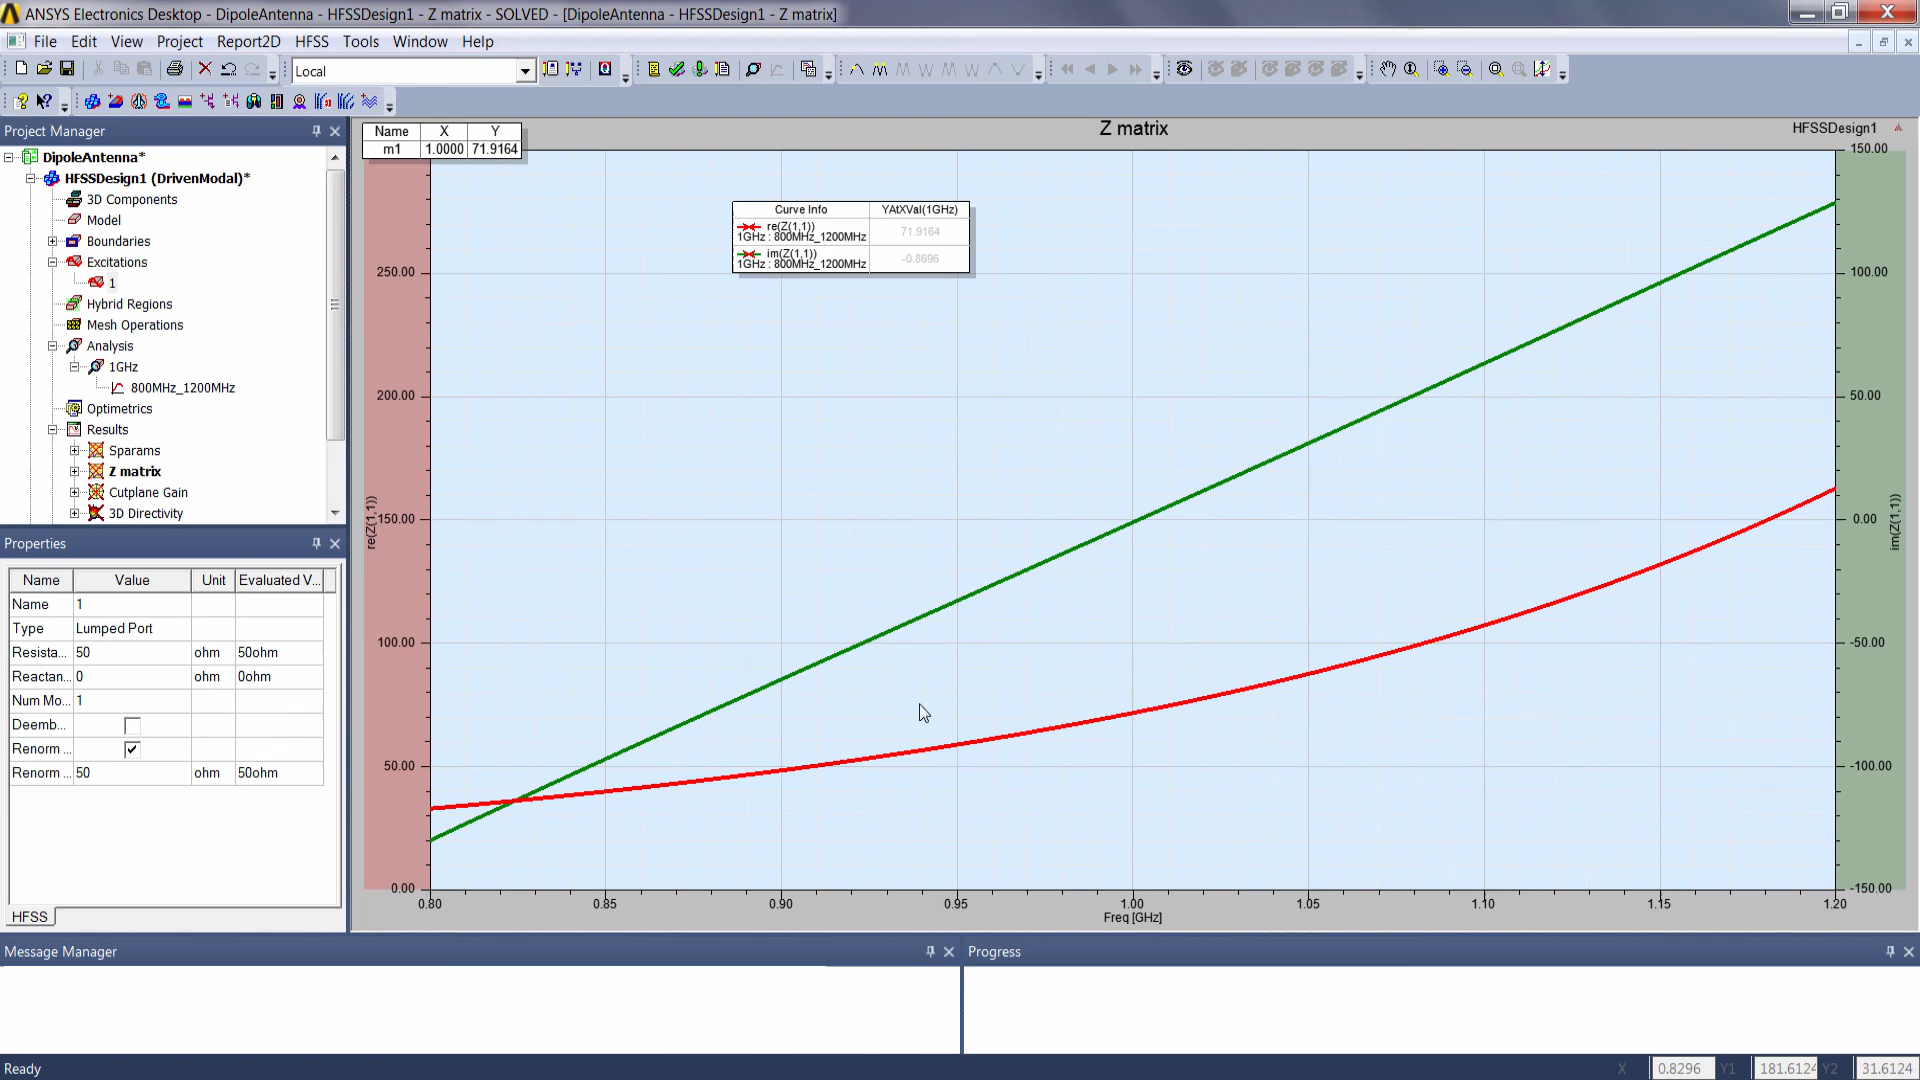 ANSYS Electronics Desktop - DipoleAntenna - HFSSDesign1 - Z matrix - SOLVED - [DipoleAntenna - HFSSDesign1 - Z matrix]
File Edit View Project Report2D HFSS Tools Window Help
Local
Project Manager
DipoleAntenna*
HFSSDesign1 (DrivenModal)*
3D Components
Model
Boundaries
Excitations
1
Hybrid Regions
Mesh Operations
Analysis
1GHz
800MHz_1200MHz
Optimetrics
Results
Sparams
Z matrix
Cutplane Gain
3D Directivity
Properties
Name Value Unit Evaluated V...
Name 1
Type Lumped Port
Resista... 50 ohm 50ohm
Reactan... 0 ohm 0ohm
Num Mo... 1
Deemb...
Renorm ...
Renorm ... 50 ohm 50ohm
HFSS
Name X Y
m1 1.0000 71.9164
Z matrix
HFSSDesign1
Curve Info YAtXVal(1GHz)
re(Z(1,1))
1GHz : 800MHz_1200MHz
71.9164
im(Z(1,1))
1GHz : 800MHz_1200MHz
-0.8696
250.00
200.00
150.00
100.00
50.00
0.00
re(Z(1,1))
150.00
100.00
50.00
0.00
-50.00
-100.00
-150.00
im(Z(1,1))
0.80 0.85 0.90 0.95 1.00 1.05 1.10 1.15 1.20
Freq [GHz]
Message Manager
Progress
Ready
X 0.8296 Y1 181.6124 Y2 31.6124